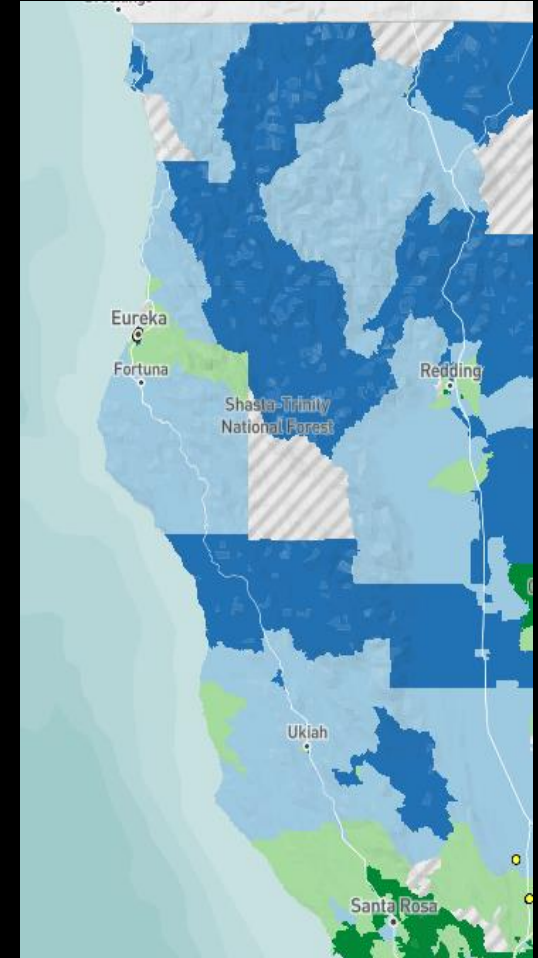 Eureka
Fortuna
Redding
Shasta-Trinity
National Forest
Ukiah
Santa Rosa